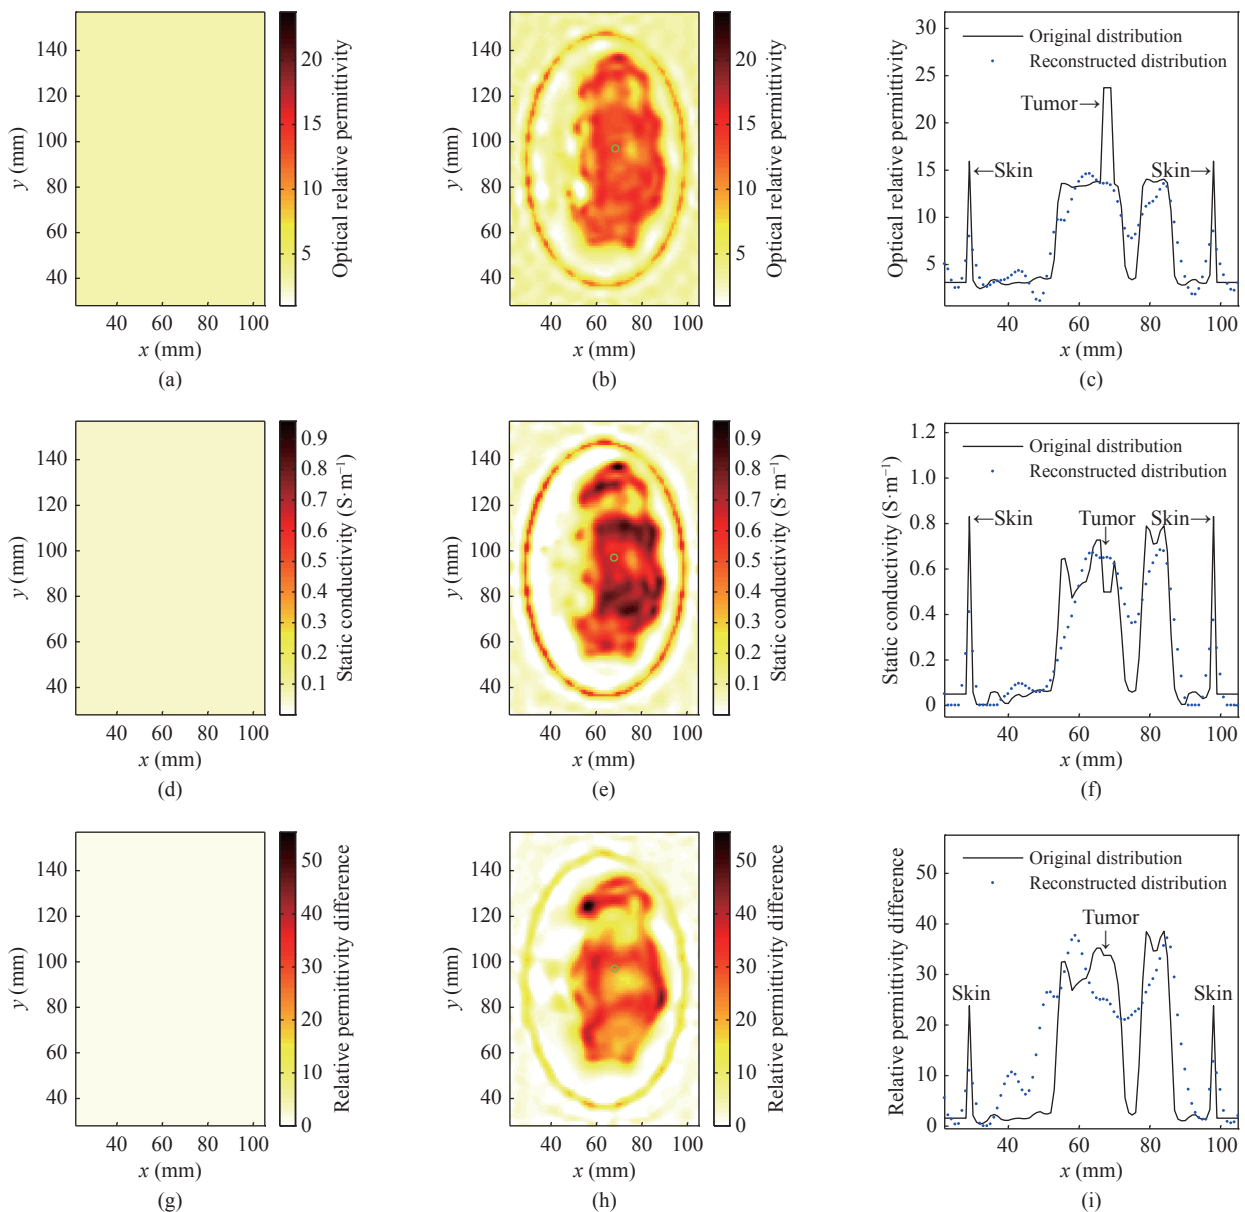 140
120
100
80
60
40
40 60 80 100
x (mm)
y (mm)
20
15
10
5
Optical relative permittivity
(a)
140
120
100
80
60
40
40 60 80 100
x (mm)
y (mm)
20
15
10
5
Optical relative permittivity
(b)
30
25
20
15
10
5
40 60 80 100
x (mm)
Optical relative permittivity
Original distribution
Reconstructed distribution
Tumor→
←Skin
Skin→
(c)
140
120
100
80
60
40
40 60 80 100
x (mm)
y (mm)
0.9
0.8
0.7
0.6
0.5
0.4
0.3
0.2
0.1
Static conductivity (S·m⁻¹)
(d)
140
120
100
80
60
40
40 60 80 100
x (mm)
y (mm)
0.9
0.8
0.7
0.6
0.5
0.4
0.3
0.2
0.1
Static conductivity (S·m⁻¹)
(e)
1.2
1.0
0.8
0.6
0.4
0.2
0
40 60 80 100
x (mm)
Static conductivity (S·m⁻¹)
Original distribution
Reconstructed distribution
←Skin
Tumor
Skin→
(f)
140
120
100
80
60
40
40 60 80 100
x (mm)
y (mm)
50
40
30
20
10
0
Relative permittivity difference
(g)
140
120
100
80
60
40
40 60 80 100
x (mm)
y (mm)
50
40
30
20
10
0
Relative permittivity difference
(h)
50
40
30
20
10
0
40 60 80 100
x (mm)
Relative permittivity difference
Original distribution
Reconstructed distribution
Tumor
Skin
Skin
(i)